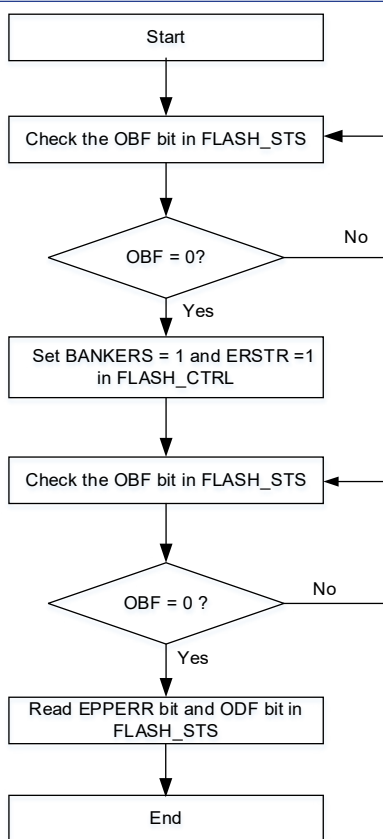 Start
Check the OBF bit in FLASH_STS
OBF = 0?
No
Yes
Set BANKERS = 1 and ERSTR =1
in FLASH_CTRL
Check the OBF bit in FLASH_STS
OBF = 0 ?
No
Yes
Read EPPERR bit and ODF bit in
FLASH_STS
End